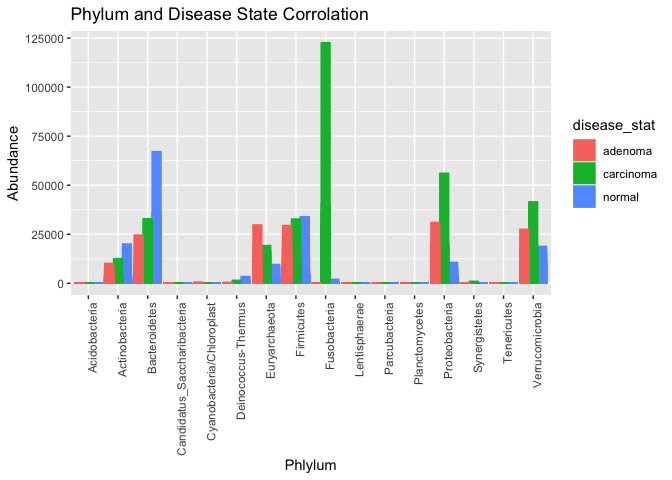 Phylum and Disease State Corrolation
125000
100000
75000
50000
25000
0
Abundance
Acidobacteria
Actinobacteria
Bacteroidetes
Candidatus_Saccharibacteria
Cyanobacteria/Chloroplast
Deinococcus-Thermus
Euryarchaeota
Firmicutes
Fusobacteria
Lentisphaerae
Parcubacteria
Planctomycetes
Proteobacteria
Synergistetes
Tenericutes
Verrucomicrobia
Phlylum
disease_stat
adenoma
carcinoma
normal